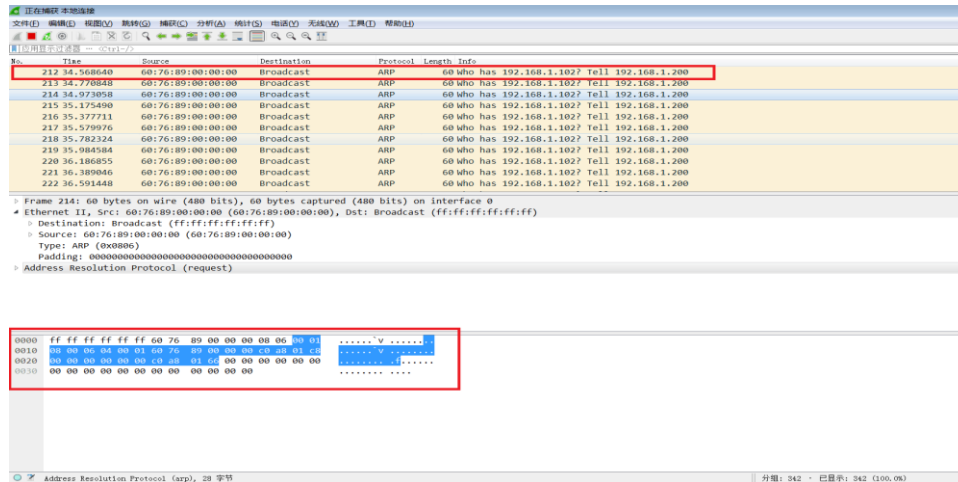 正在捕获 本地连接
文件(F) 编辑(E) 视图(V) 跳转(G) 捕获(C) 分析(A) 统计(S) 电话(Y) 无线(W) 工具(T) 帮助(H)
应用显示过滤器 … <Ctrl-/>
No. Time Source Destination Protocol Length Info
212 34.568640 60:76:89:00:00:00 Broadcast ARP 60 Who has 192.168.1.102? Tell 192.168.1.200
213 34.770848 60:76:89:00:00:00 Broadcast ARP 60 Who has 192.168.1.102? Tell 192.168.1.200
214 34.973058 60:76:89:00:00:00 Broadcast ARP 60 Who has 192.168.1.102? Tell 192.168.1.200
215 35.175490 60:76:89:00:00:00 Broadcast ARP 60 Who has 192.168.1.102? Tell 192.168.1.200
216 35.377711 60:76:89:00:00:00 Broadcast ARP 60 Who has 192.168.1.102? Tell 192.168.1.200
217 35.579976 60:76:89:00:00:00 Broadcast ARP 60 Who has 192.168.1.102? Tell 192.168.1.200
218 35.782324 60:76:89:00:00:00 Broadcast ARP 60 Who has 192.168.1.102? Tell 192.168.1.200
219 35.984584 60:76:89:00:00:00 Broadcast ARP 60 Who has 192.168.1.102? Tell 192.168.1.200
220 36.186855 60:76:89:00:00:00 Broadcast ARP 60 Who has 192.168.1.102? Tell 192.168.1.200
221 36.389046 60:76:89:00:00:00 Broadcast ARP 60 Who has 192.168.1.102? Tell 192.168.1.200
222 36.591448 60:76:89:00:00:00 Broadcast ARP 60 Who has 192.168.1.102? Tell 192.168.1.200
Frame 214: 60 bytes on wire (480 bits), 60 bytes captured (480 bits) on interface 0
Ethernet II, Src: 60:76:89:00:00:00 (60:76:89:00:00:00), Dst: Broadcast (ff:ff:ff:ff:ff:ff)
Destination: Broadcast (ff:ff:ff:ff:ff:ff)
Source: 60:76:89:00:00:00 (60:76:89:00:00:00)
Type: ARP (0x0806)
Padding: 000000000000000000000000000000000000
Address Resolution Protocol (request)
0000 ff ff ff ff ff ff 60 76 89 00 00 00 08 06 00 01 ......`v ........
0010 08 00 06 04 00 01 60 76 89 00 00 00 c0 a8 01 c8 ......`v ........
0020 00 00 00 00 00 00 c0 a8 01 66 00 00 00 00 00 00 ........ .f......
0030 00 00 00 00 00 00 00 00 00 00 00 00 ........ ....
Address Resolution Protocol (arp), 28 字节 分组: 342 · 已显示: 342 (100.0%)